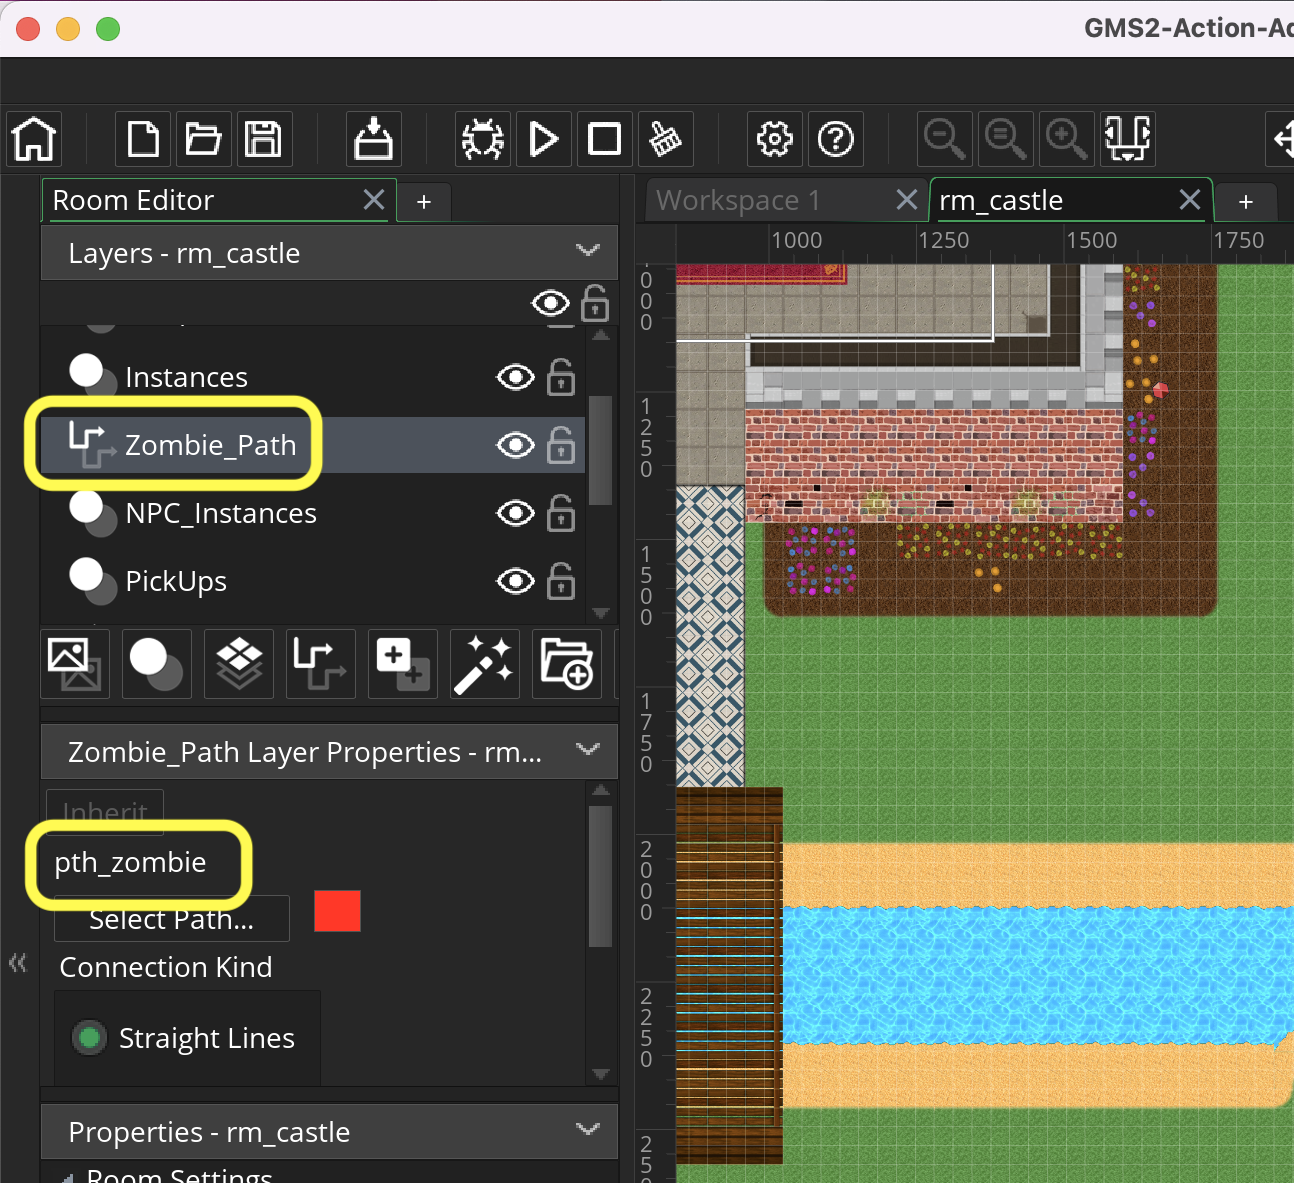 GMS2-Action-Ad
Room Editor
+
Workspace 1
rm_castle
+
Layers - rm_castle
1000 1250 1500 1750
000
Instances
Zombie_Path
1250
NPC_Instances
PickUps
1500
1750
Zombie_Path Layer Properties - rm...
Inherit
pth_zombie
2000
Select Path...
Connection Kind
Straight Lines
2250
Properties - rm_castle
25
Room Settings